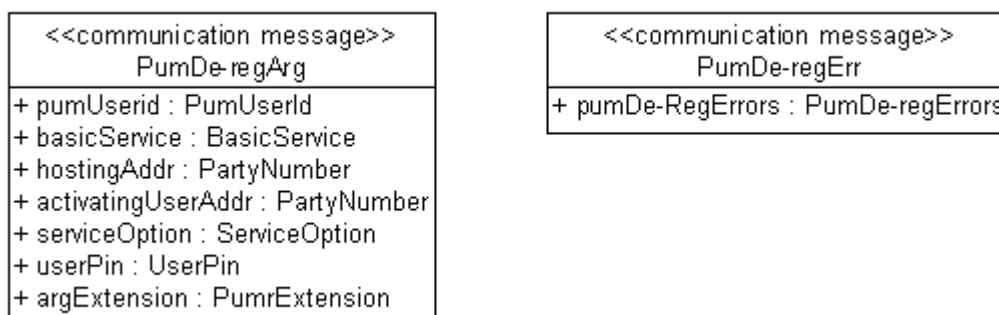 <<communication message>>
PumDe-regArg
+ pumUserid : PumUserId
+ basicService : BasicService
+ hostingAddr : PartyNumber
+ activatingUserAddr : PartyNumber
+ serviceOption : ServiceOption
+ userPin : UserPin
+ argExtension : PumrExtension
<<communication message>>
PumDe-regErr
+ pumDe-RegErrors : PumDe-regErrors